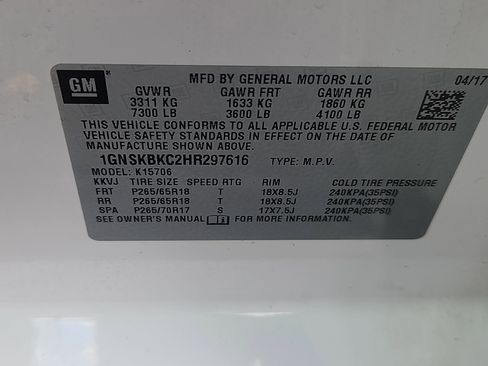 GM
MFD BY GENERAL MOTORS LLC 04/17
GVWR GAWR FRT GAWR RR
3311 KG 1633 KG 1860 KG
7300 LB 3600 LB 4100 LB
THIS VEHICLE CONFORMS TO ALL APPLICABLE U.S. FEDERAL MOTOR
VEHICLE SAFETY STANDARDS IN EFFECT ON THE DATE OF
MANUFACTURE SHOWN ABOVE.
1GNSKBKC2HR297616 TYPE: M.P.V.
MODEL: K15706
KKVJ TIRE SIZE SPEED RTG RIM COLD TIRE PRESSURE
FRT P265/65R18 T 18X8.5J 240KPA(35PSI)
RR P265/65R18 T 18X8.5J 240KPA(35PSI)
SPA P265/70R17 S 17X7.5J 240KPA(35PSI)
SEE OWNER'S MANUAL FOR MORE INFORMATION.